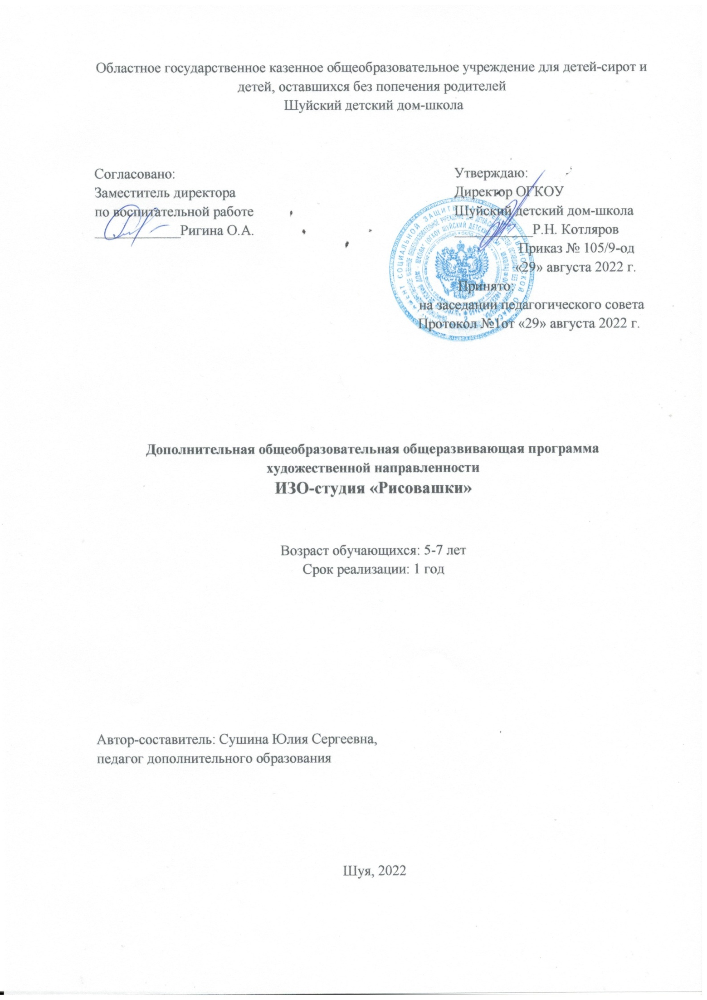 Областное государственное казенное общеобразовательное учреждение для детей-сирот и
детей, оставшихся без попечения родителей
Шуйский детский дом-школа
Согласовано:
Заместитель директора
по воспитательной работе
____________Ригина О.А.
Утверждаю:
Директор ОГКОУ
Шуйский детский дом-школа
___________Р.Н. Котляров
Приказ № 105/9-од
«29» августа 2022 г.
Принято:
на заседании педагогического совета
Протокол №1от «29» августа 2022 г.
Дополнительная общеобразовательная общеразвивающая программа
художественной направленности
ИЗО-студия «Рисовашки»
Возраст обучающихся: 5-7 лет
Срок реализации: 1 год
Автор-составитель: Сушина Юлия Сергеевна,
педагог дополнительного образования
Шуя, 2022